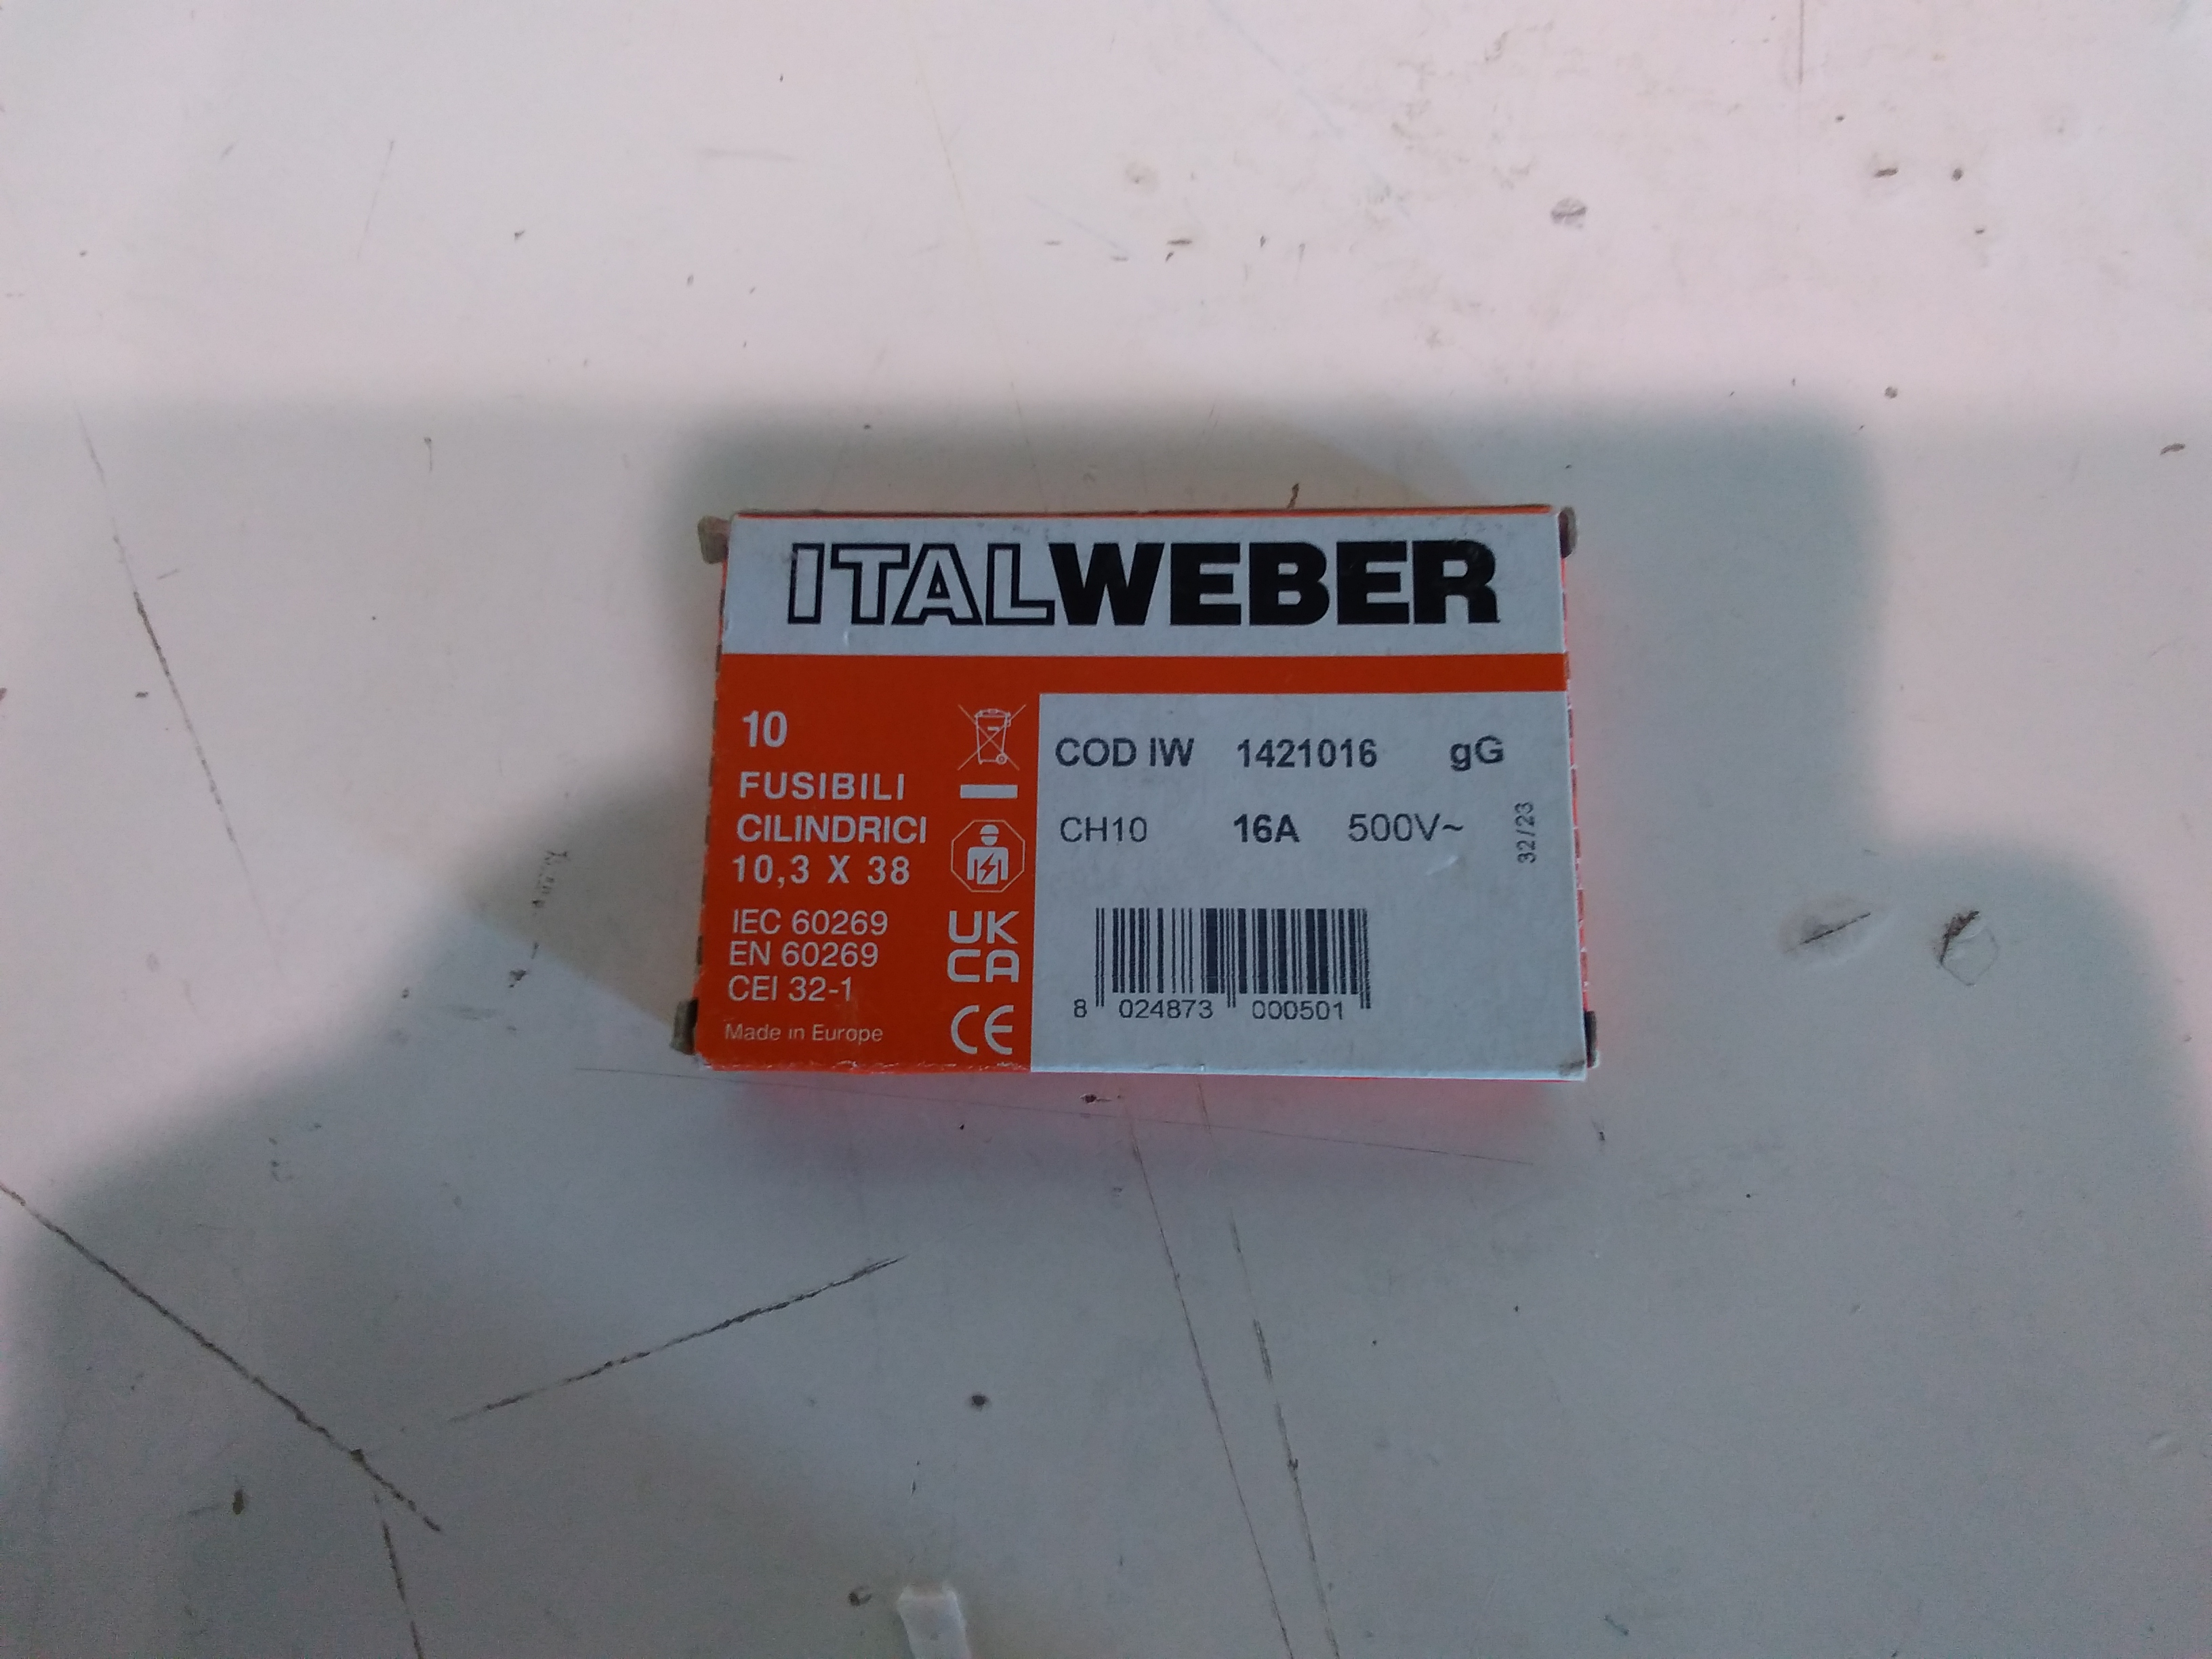 ITALWEBER
10
FUSIBILI
CILINDRICI
10,3 X 38
IEC 60269
EN 60269
CEI 32-1
Made in Europe
UK
CA
CE
COD IW 1421016 gG
CH10 16A 500V~
32/23
8 024873 000501